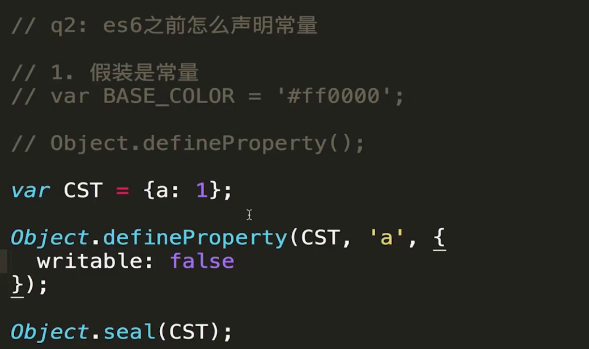 // q2: es6之前怎么声明常量
// 1. 假装是常量
// var BASE_COLOR = '#ff0000';
// Object.defineProperty();
var CST = {a: 1};
Object.defineProperty(CST, 'a', {
  writable: false
});
Object.seal(CST);